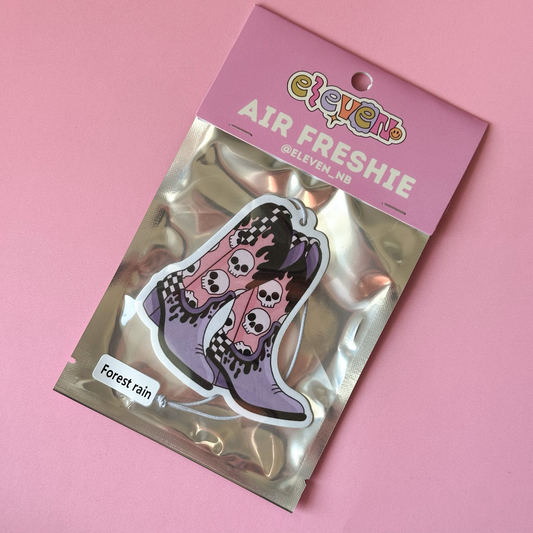 eleven
AIR FRESHIE
@ELEVEN_NB
Forest rain